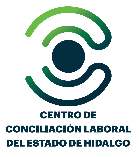 CENTRO DE
CONCILIACIÓN LABORAL
DEL ESTADO DE HIDALGO